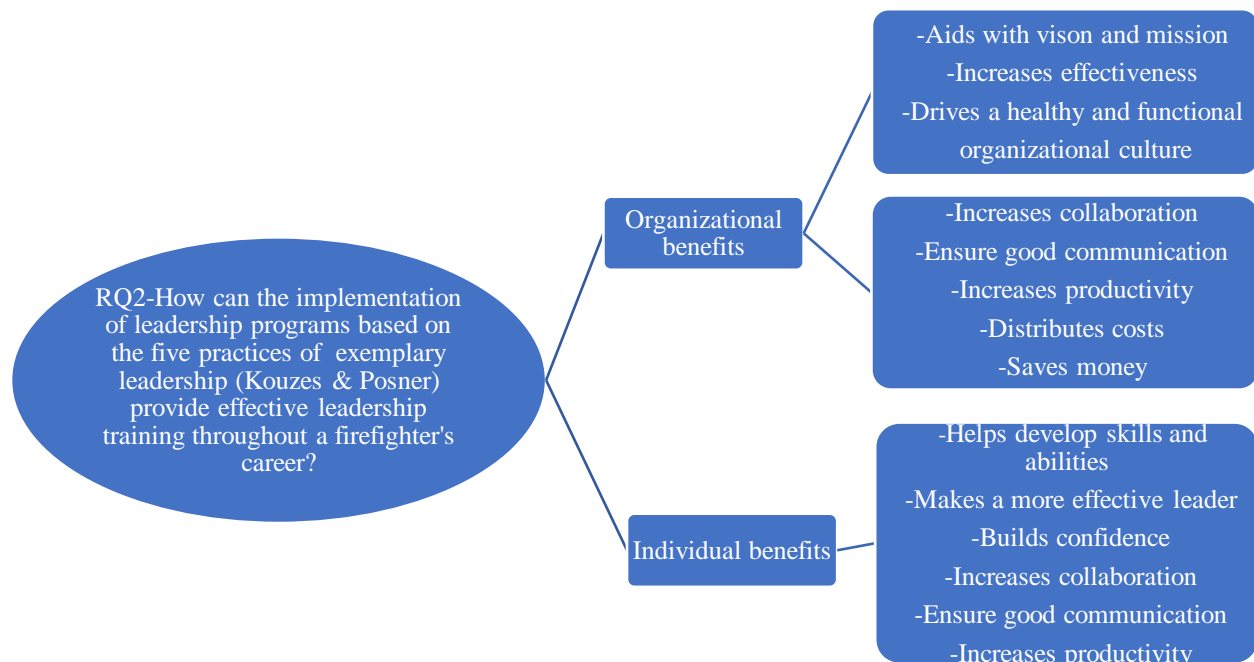 RQ2-How can the implementation
of leadership programs based on
the five practices of exemplary
leadership (Kouzes & Posner)
provide effective leadership
training throughout a firefighter's
career?
Organizational
benefits
-Aids with vison and mission
-Increases effectiveness
-Drives a healthy and functional
organizational culture
-Increases collaboration
-Ensure good communication
-Increases productivity
-Distributes costs
-Saves money
Individual benefits
-Helps develop skills and
abilities
-Makes a more effective leader
-Builds confidence
-Increases collaboration
-Ensure good communication
-Increases productivity